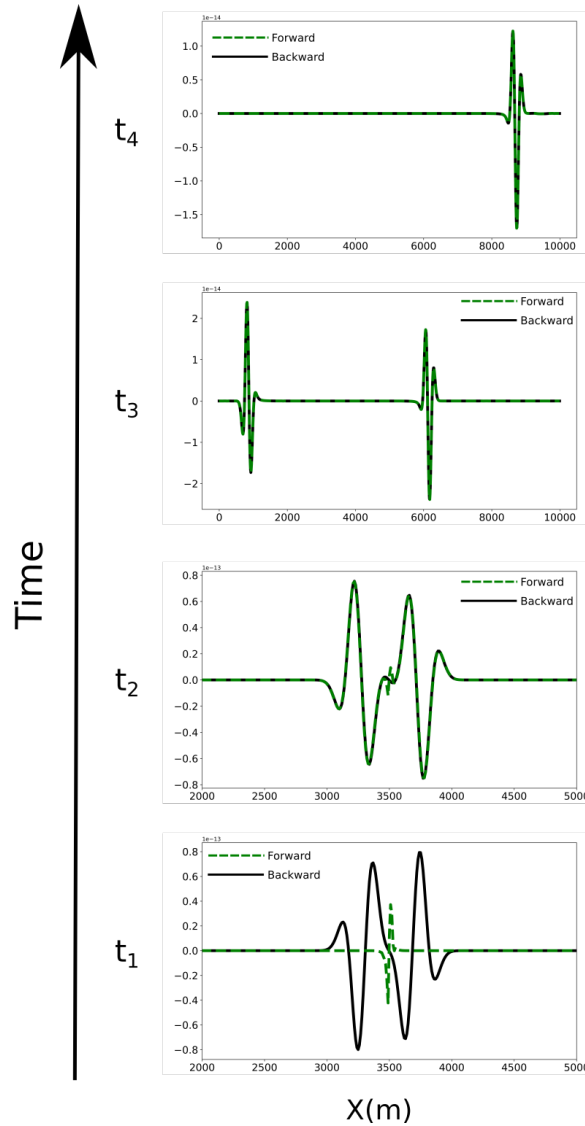 1e−14
Forward
Backward
1.0
0.5
0.0
−0.5
−1.0
−1.5
0 2000 4000 6000 8000 10000
t4
1e−14
Forward
Backward
2
1
0
−1
−2
0 2000 4000 6000 8000 10000
t3
1e−13
Forward
Backward
0.8
0.6
0.4
0.2
0.0
−0.2
−0.4
−0.6
−0.8
2000 2500 3000 3500 4000 4500 5000
t2
1e−13
Forward
Backward
0.8
0.6
0.4
0.2
0.0
−0.2
−0.4
−0.6
−0.8
2000 2500 3000 3500 4000 4500 5000
t1
Time
X(m)